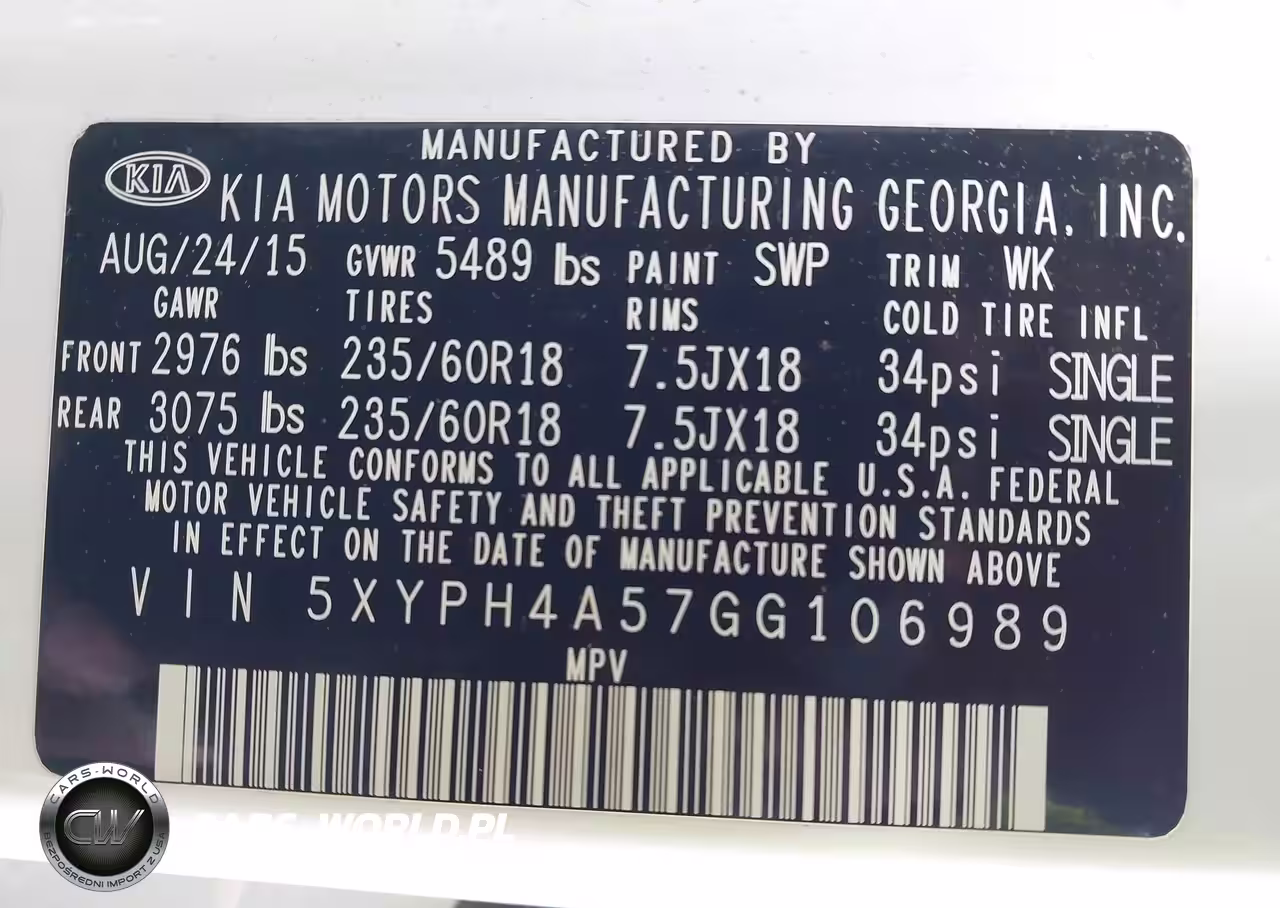 MANUFACTURED BY
KIA
KIA MOTORS MANUFACTURING GEORGIA, INC.
AUG/24/15 GVWR 5489 lbs PAINT SWP TRIM WK
GAWR TIRES RIMS COLD TIRE INFL
FRONT 2976 lbs 235/60R18 7.5JX18 34psi SINGLE
REAR 3075 lbs 235/60R18 7.5JX18 34psi SINGLE
THIS VEHICLE CONFORMS TO ALL APPLICABLE U.S.A. FEDERAL
MOTOR VEHICLE SAFETY AND THEFT PREVENTION STANDARDS
IN EFFECT ON THE DATE OF MANUFACTURE SHOWN ABOVE
VIN 5XYPH4A57GG106989
MPV
CARS-WORLD
CW
BEZPOŚREDNI IMPORT Z USA
CARS-WORLD.PL